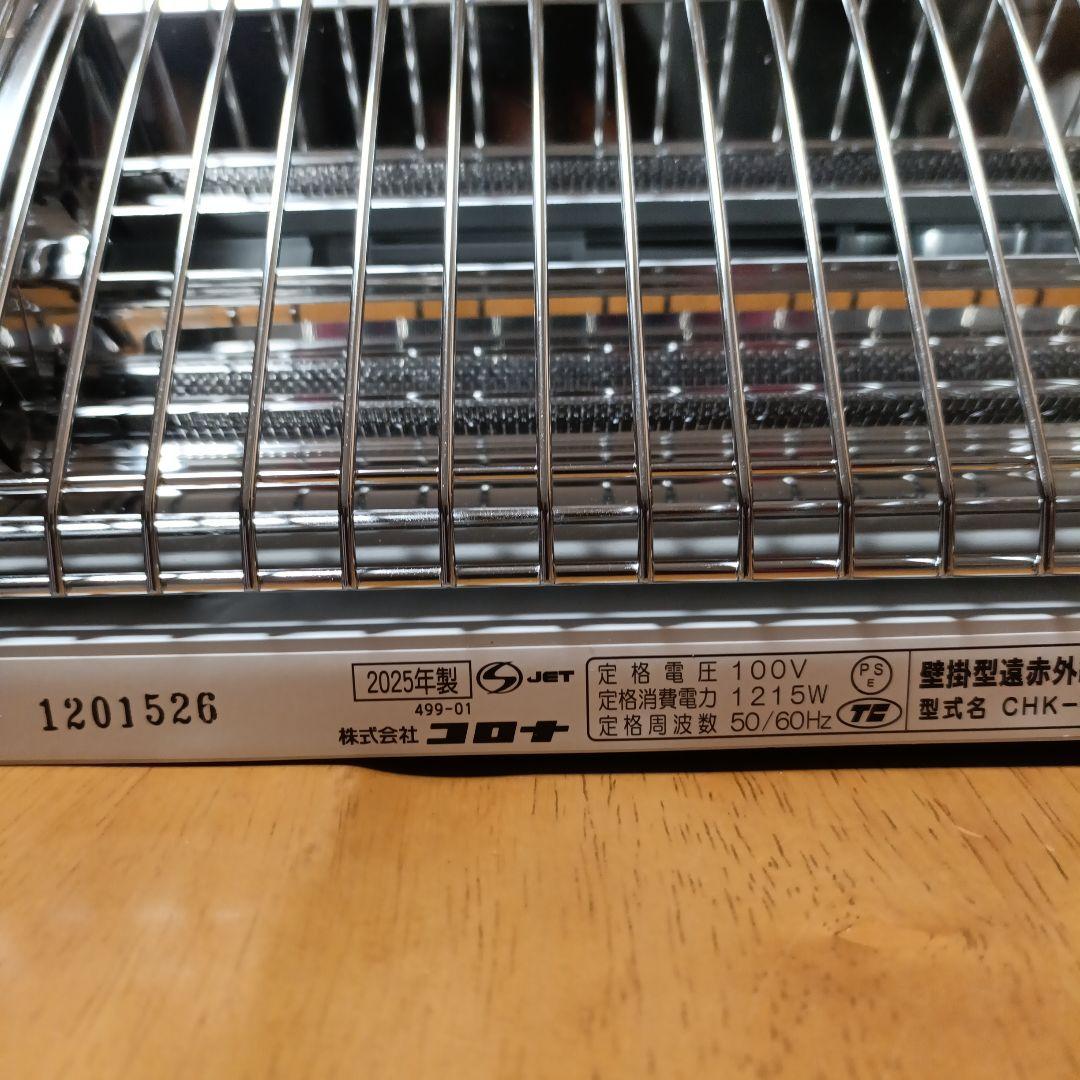 1201526
2025年製
S JET
499-01
株式会社 コロナ
定格電圧 100V
定格消費電力 1215W
定格周波数 50/60Hz
PS
E
TC
壁掛型遠赤外
型式名 CHK-